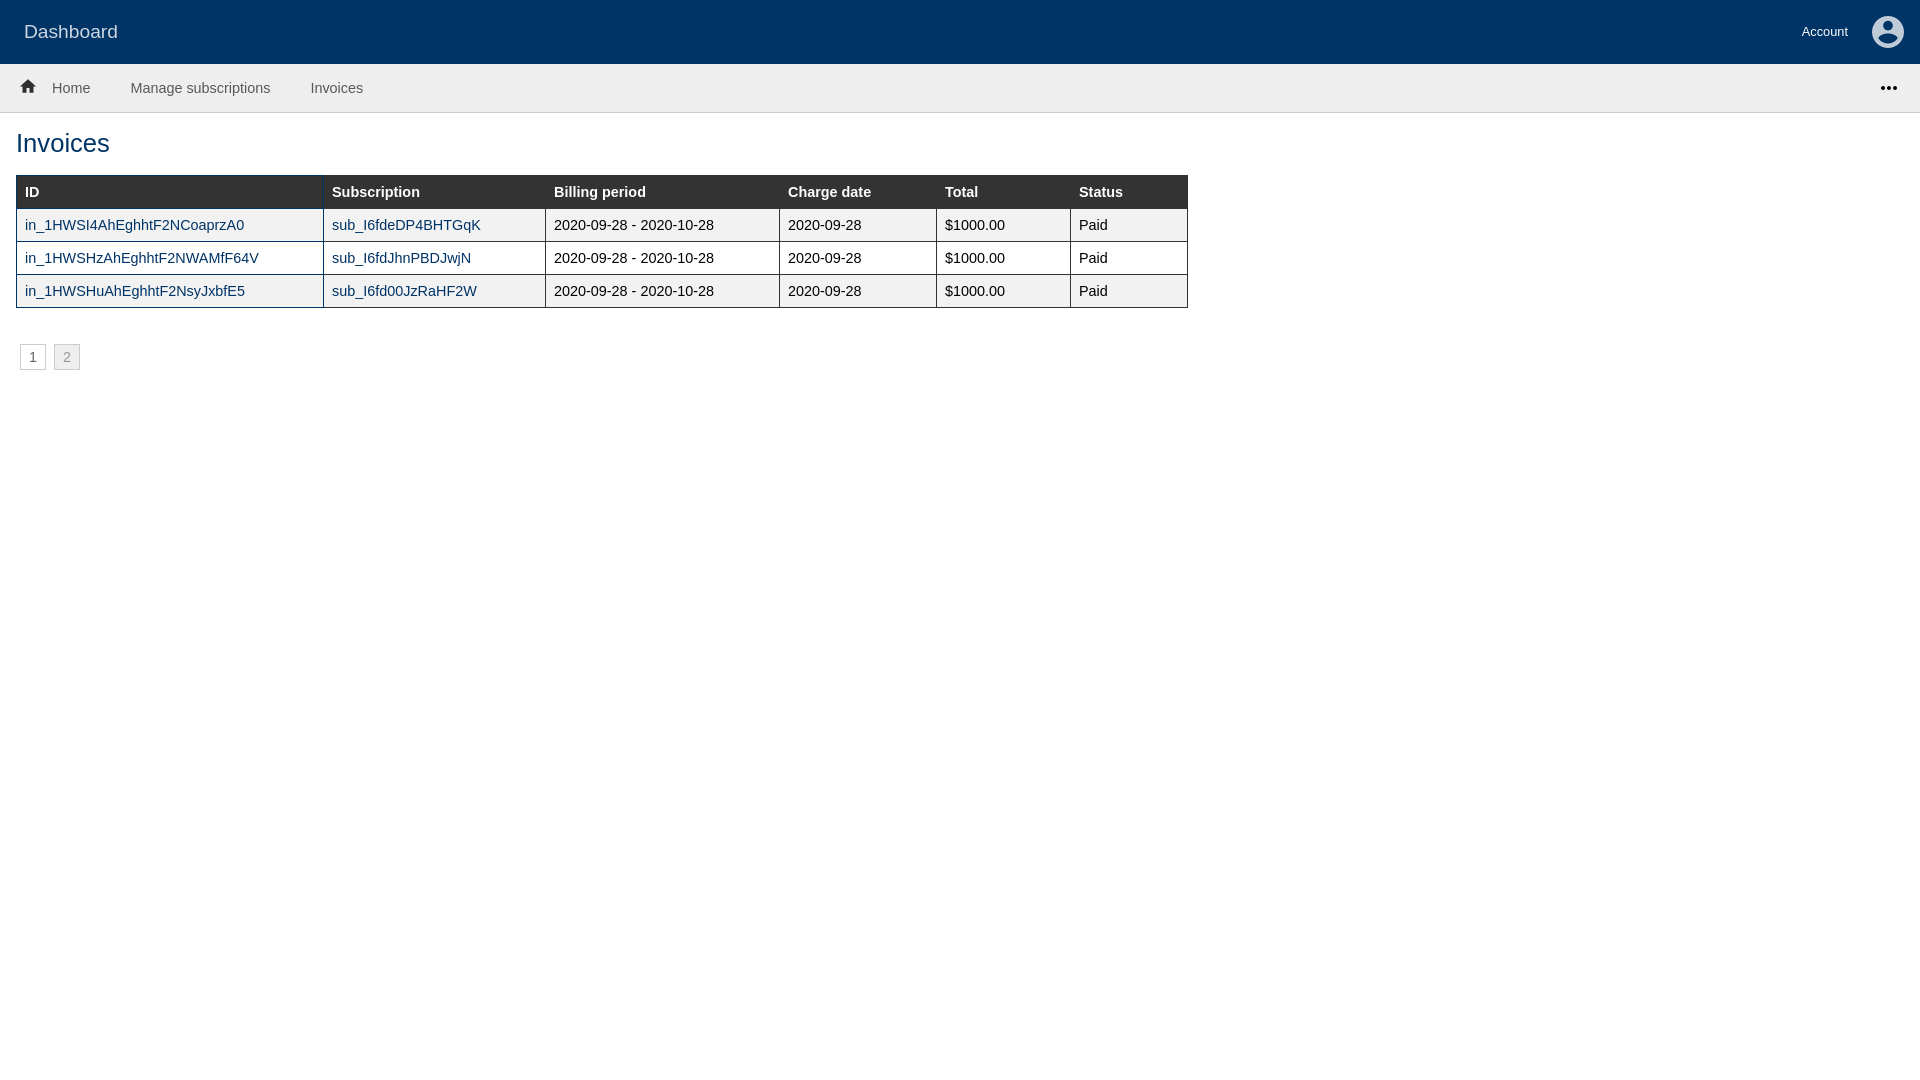 Dashboard
Account
Home
Manage subscriptions
Invoices
Invoices
ID Subscription Billing period Charge date Total Status
in_1HWSI4AhEghhtF2NCoaprzA0 sub_I6fdeDP4BHTGqK 2020-09-28 - 2020-10-28 2020-09-28 $1000.00 Paid
in_1HWSHzAhEghhtF2NWAMfF64V sub_I6fdJhnPBDJwjN 2020-09-28 - 2020-10-28 2020-09-28 $1000.00 Paid
in_1HWSHuAhEghhtF2NsyJxbfE5 sub_I6fd00JzRaHF2W 2020-09-28 - 2020-10-28 2020-09-28 $1000.00 Paid
1 2